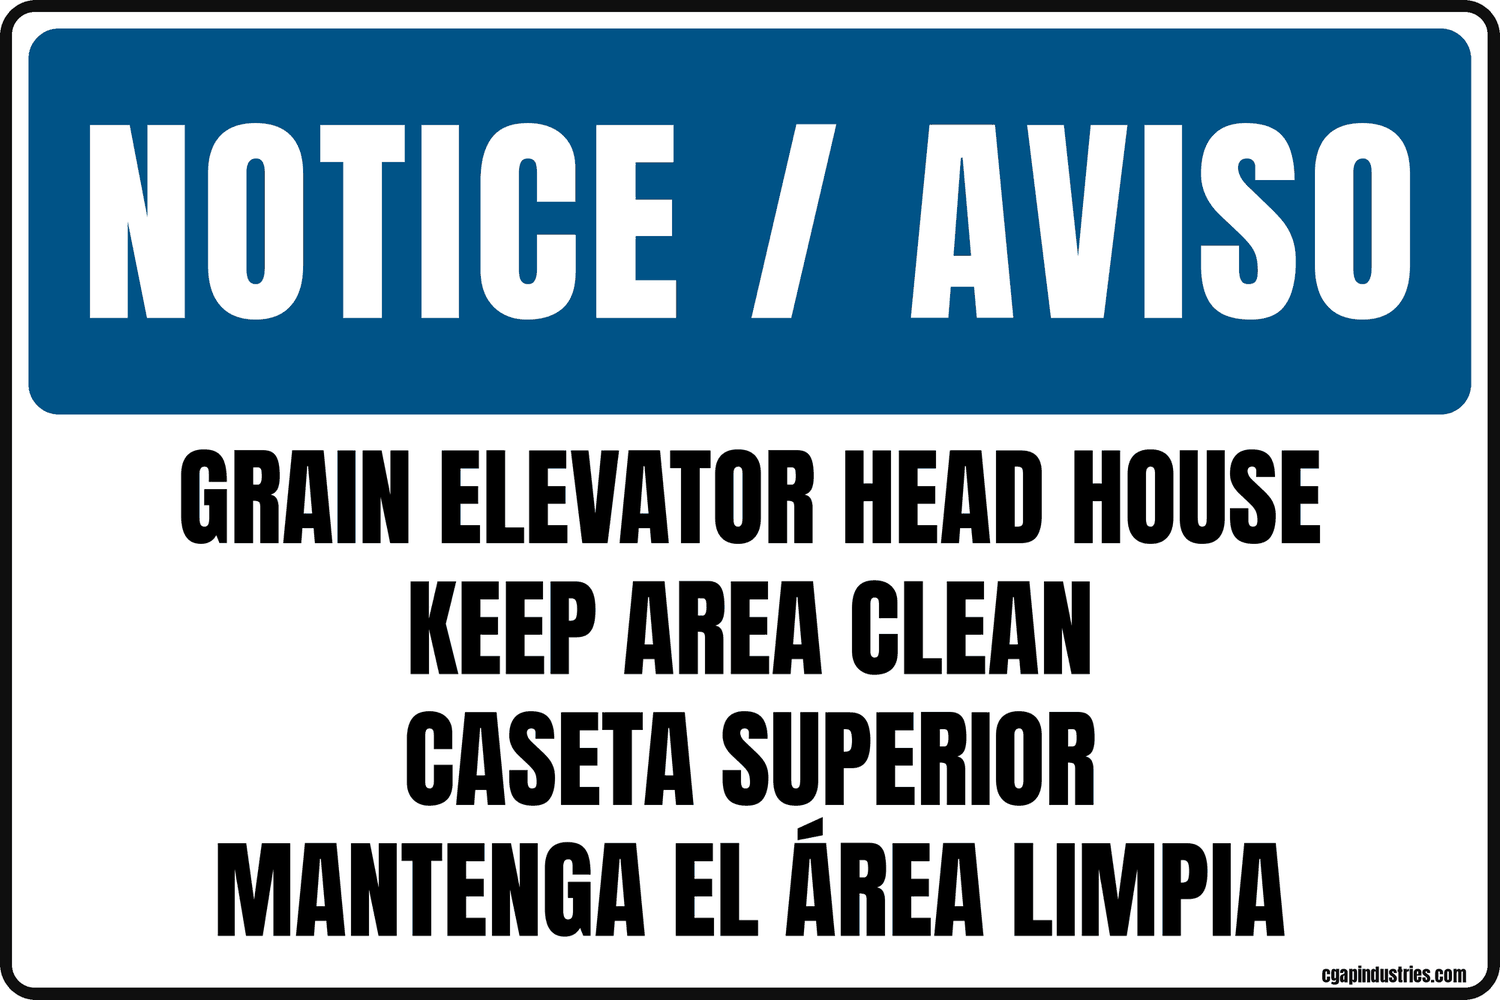 NOTICE / AVISO
GRAIN ELEVATOR HEAD HOUSE
KEEP AREA CLEAN
CASETA SUPERIOR
MANTENGA EL ÁREA LIMPIA
cgapindustries.com